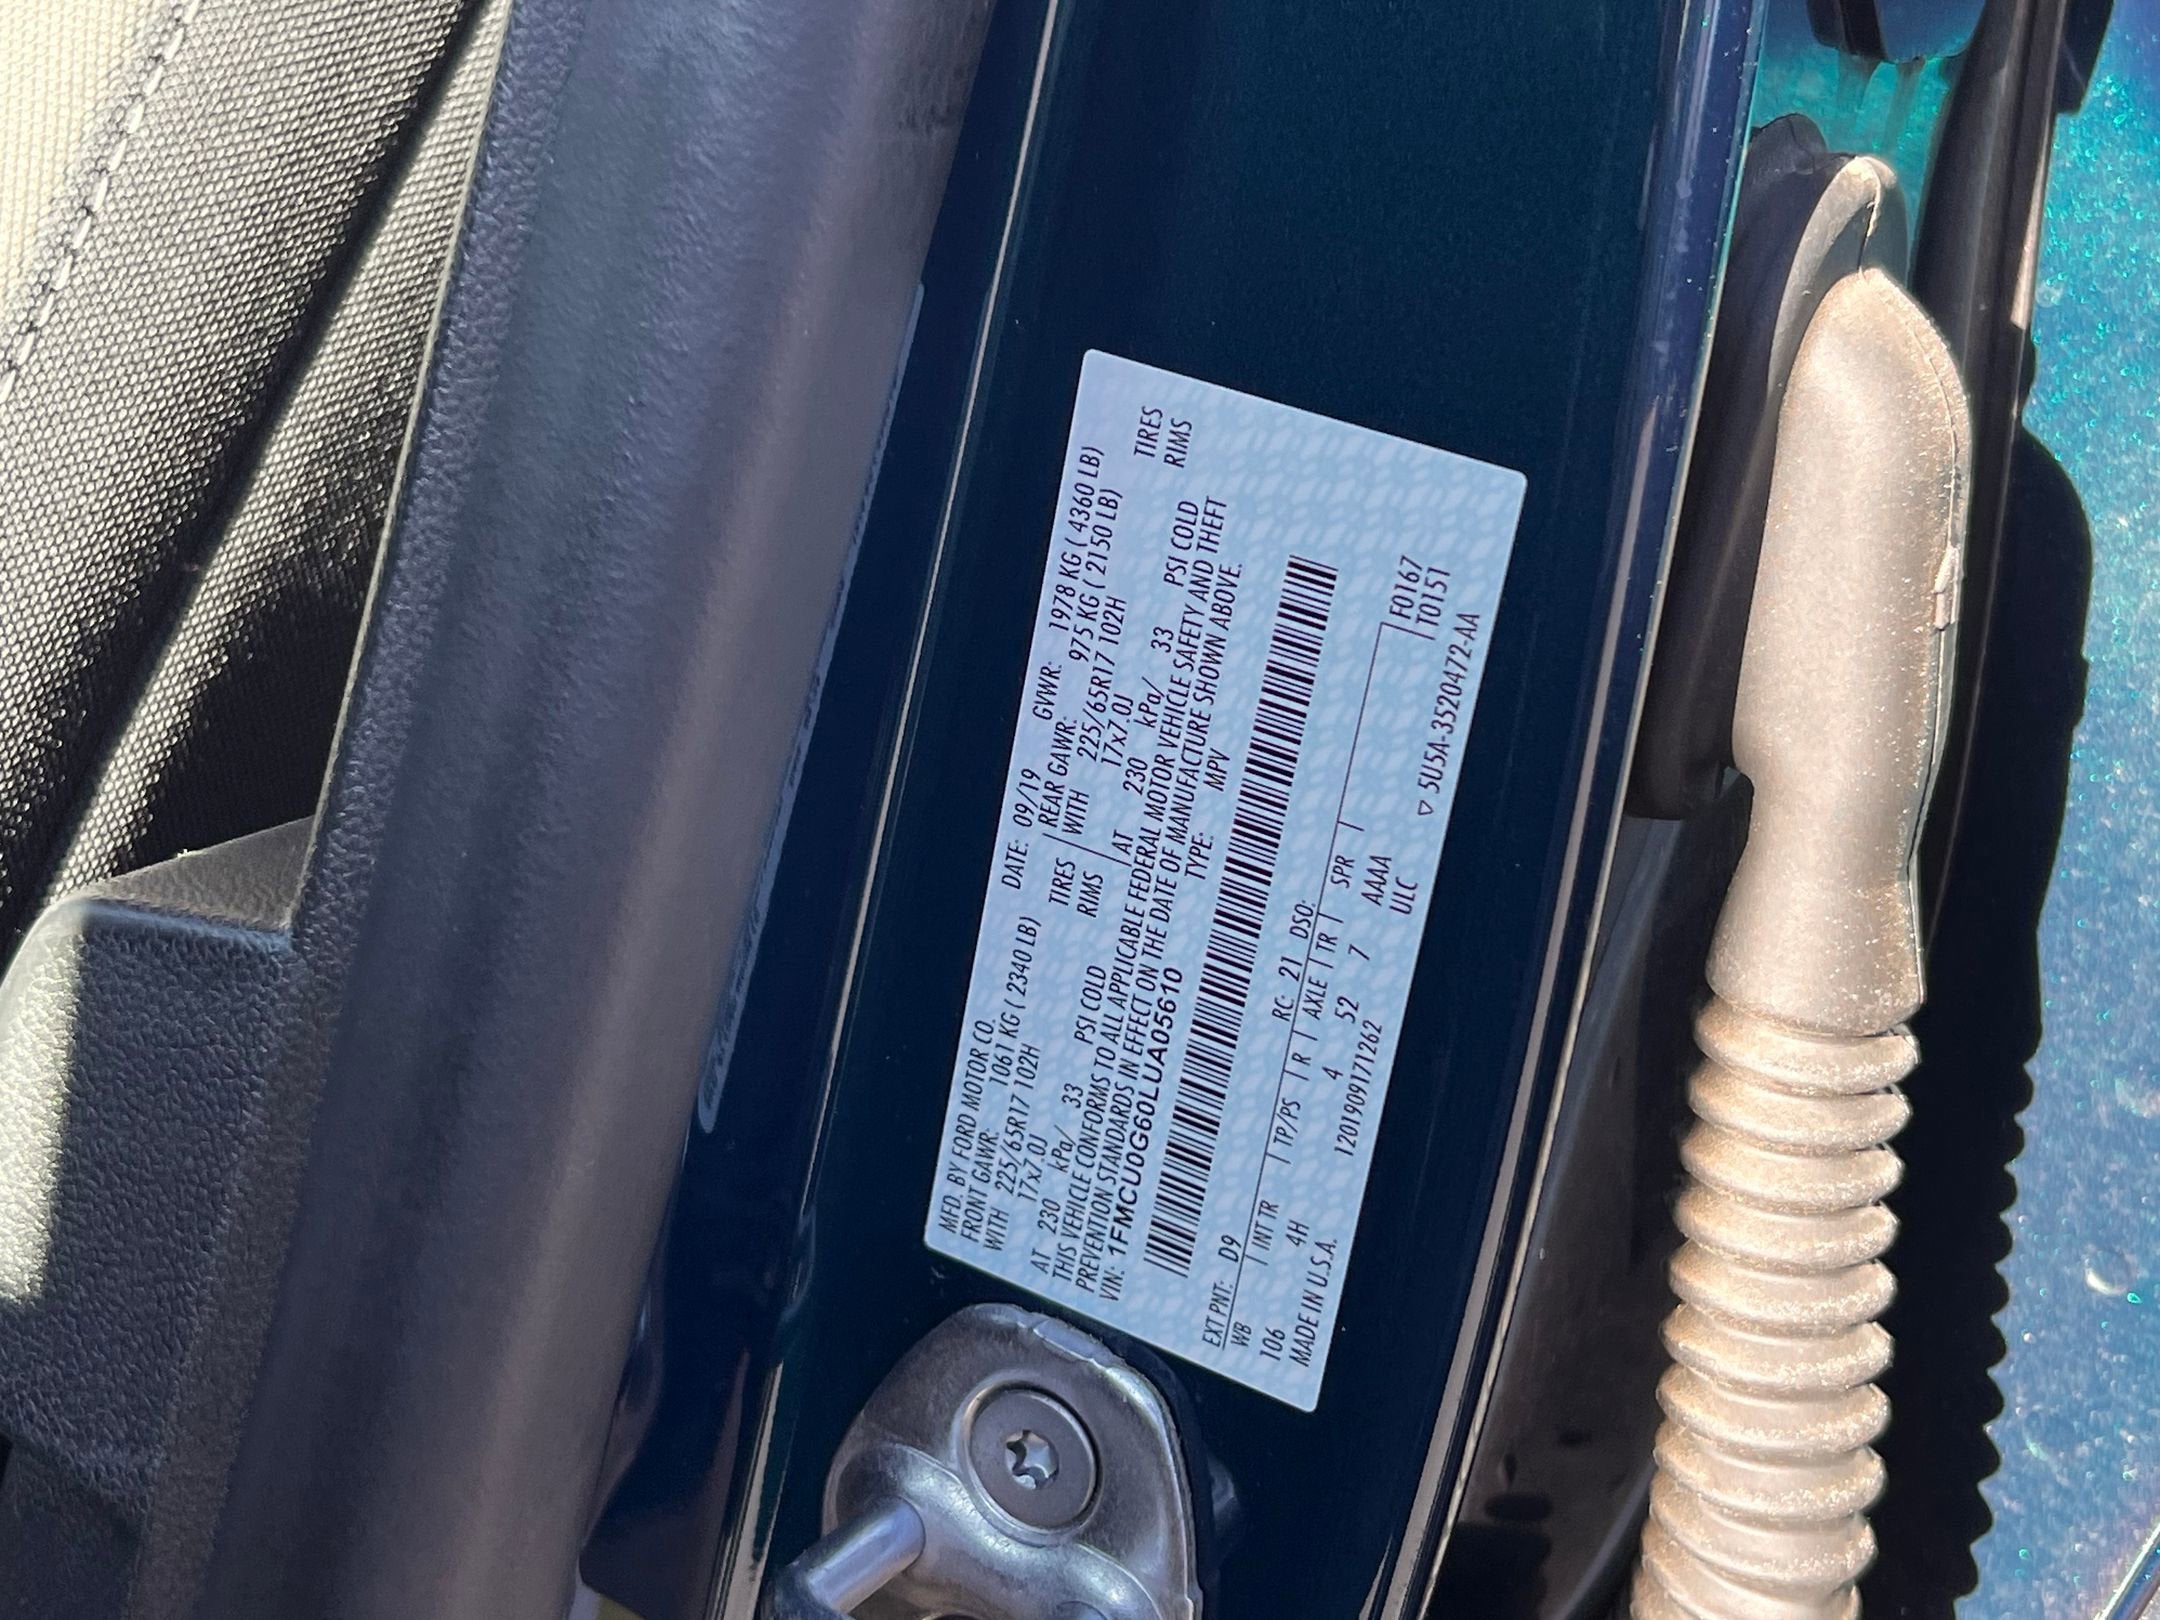 MFD. BY FORD MOTOR CO. DATE: 09/19 GVWR: 1978 KG ( 4360 LB)
FRONT GAWR: 1061 KG ( 2340 LB) REAR GAWR: 975 KG ( 2150 LB)
WITH 225/65R17 102H TIRES WITH 225/65R17 102H TIRES
17x7.0J RIMS 17x7.0J RIMS
AT 230 kPa/ 33 PSI COLD AT 230 kPa/ 33 PSI COLD
THIS VEHICLE CONFORMS TO ALL APPLICABLE FEDERAL MOTOR VEHICLE SAFETY AND THEFT
PREVENTION STANDARDS IN EFFECT ON THE DATE OF MANUFACTURE SHOWN ABOVE.
VIN: 1FMCU0G60LUA05610 TYPE: MPV
EXT PNT: D9 RC: 21 DSO:
WB INT TR TP/PS R AXLE TR SPR F0167
106 4H 4 52 7 AAAA T0151
MADE IN U.S.A. 1201909171262 ULC
▽ 5U5A-3520472-AA